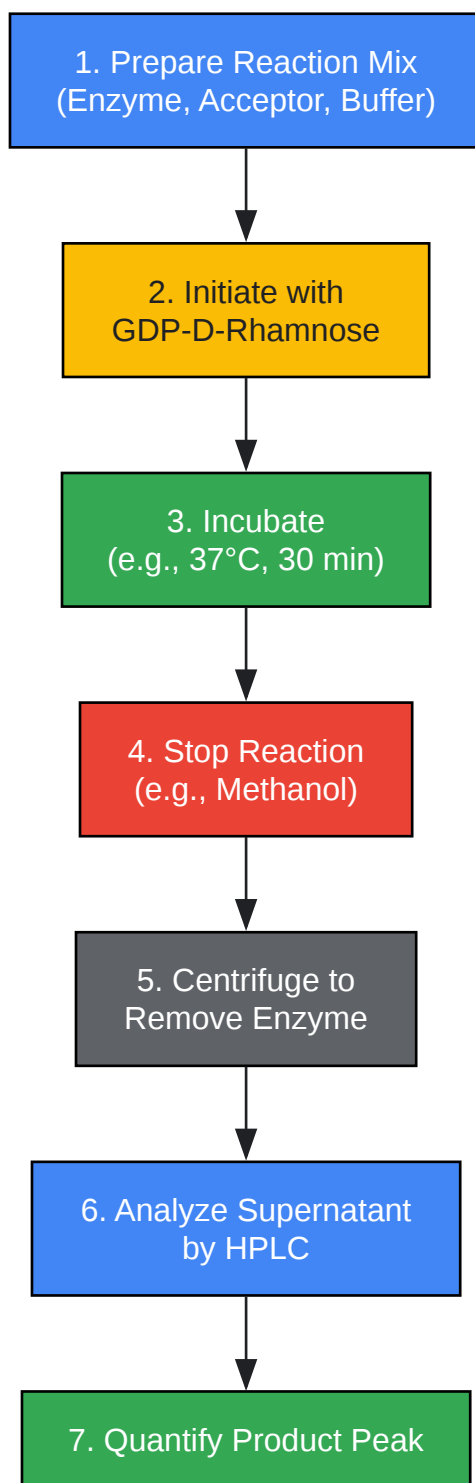 1. Prepare Reaction Mix
(Enzyme, Acceptor, Buffer)
2. Initiate with
GDP-D-Rhamnose
3. Incubate
(e.g., 37°C, 30 min)
4. Stop Reaction
(e.g., Methanol)
5. Centrifuge to
Remove Enzyme
6. Analyze Supernatant
by HPLC
7. Quantify Product Peak